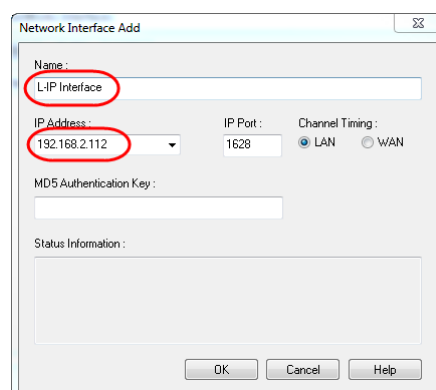 Network Interface Add
Name :
L-IP Interface
IP Address : IP Port : Channel Timing :
192.168.2.112 1628 LAN WAN
MD5 Authentication Key :
Status Information :
OK Cancel Help